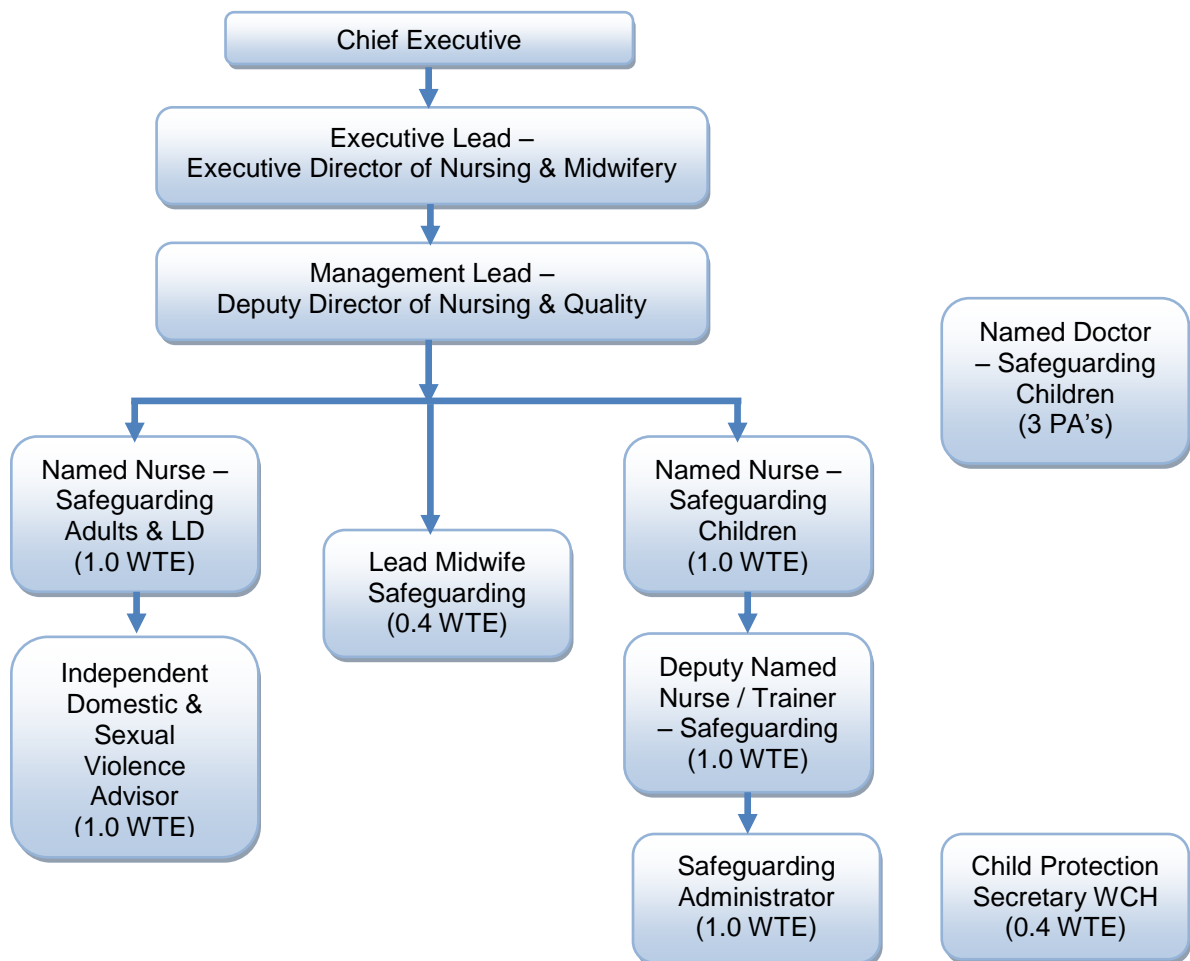 Chief Executive
Executive Lead –
Executive Director of Nursing & Midwifery
Management Lead –
Deputy Director of Nursing & Quality
Named Doctor
– Safeguarding
Children
(3 PA's)
Named Nurse –
Safeguarding
Adults & LD
(1.0 WTE)
Lead Midwife
Safeguarding
(0.4 WTE)
Named Nurse –
Safeguarding
Children
(1.0 WTE)
Independent
Domestic &
Sexual
Violence
Advisor
(1.0 WTE)
Deputy Named
Nurse / Trainer
– Safeguarding
(1.0 WTE)
Safeguarding
Administrator
(1.0 WTE)
Child Protection
Secretary WCH
(0.4 WTE)